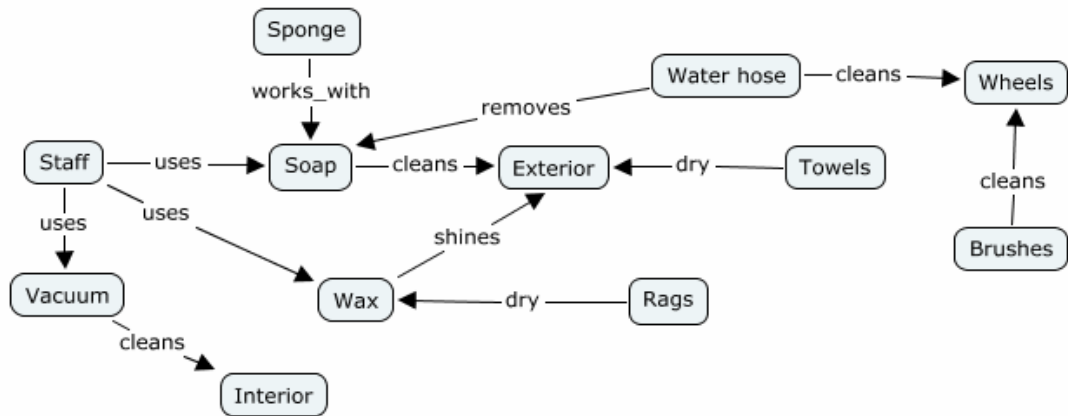 Sponge
Water hose
cleans
Wheels
works_with
removes
Staff
uses
Soap
cleans
Exterior
dry
Towels
cleans
uses
uses
shines
Brushes
Vacuum
Wax
dry
Rags
cleans
Interior